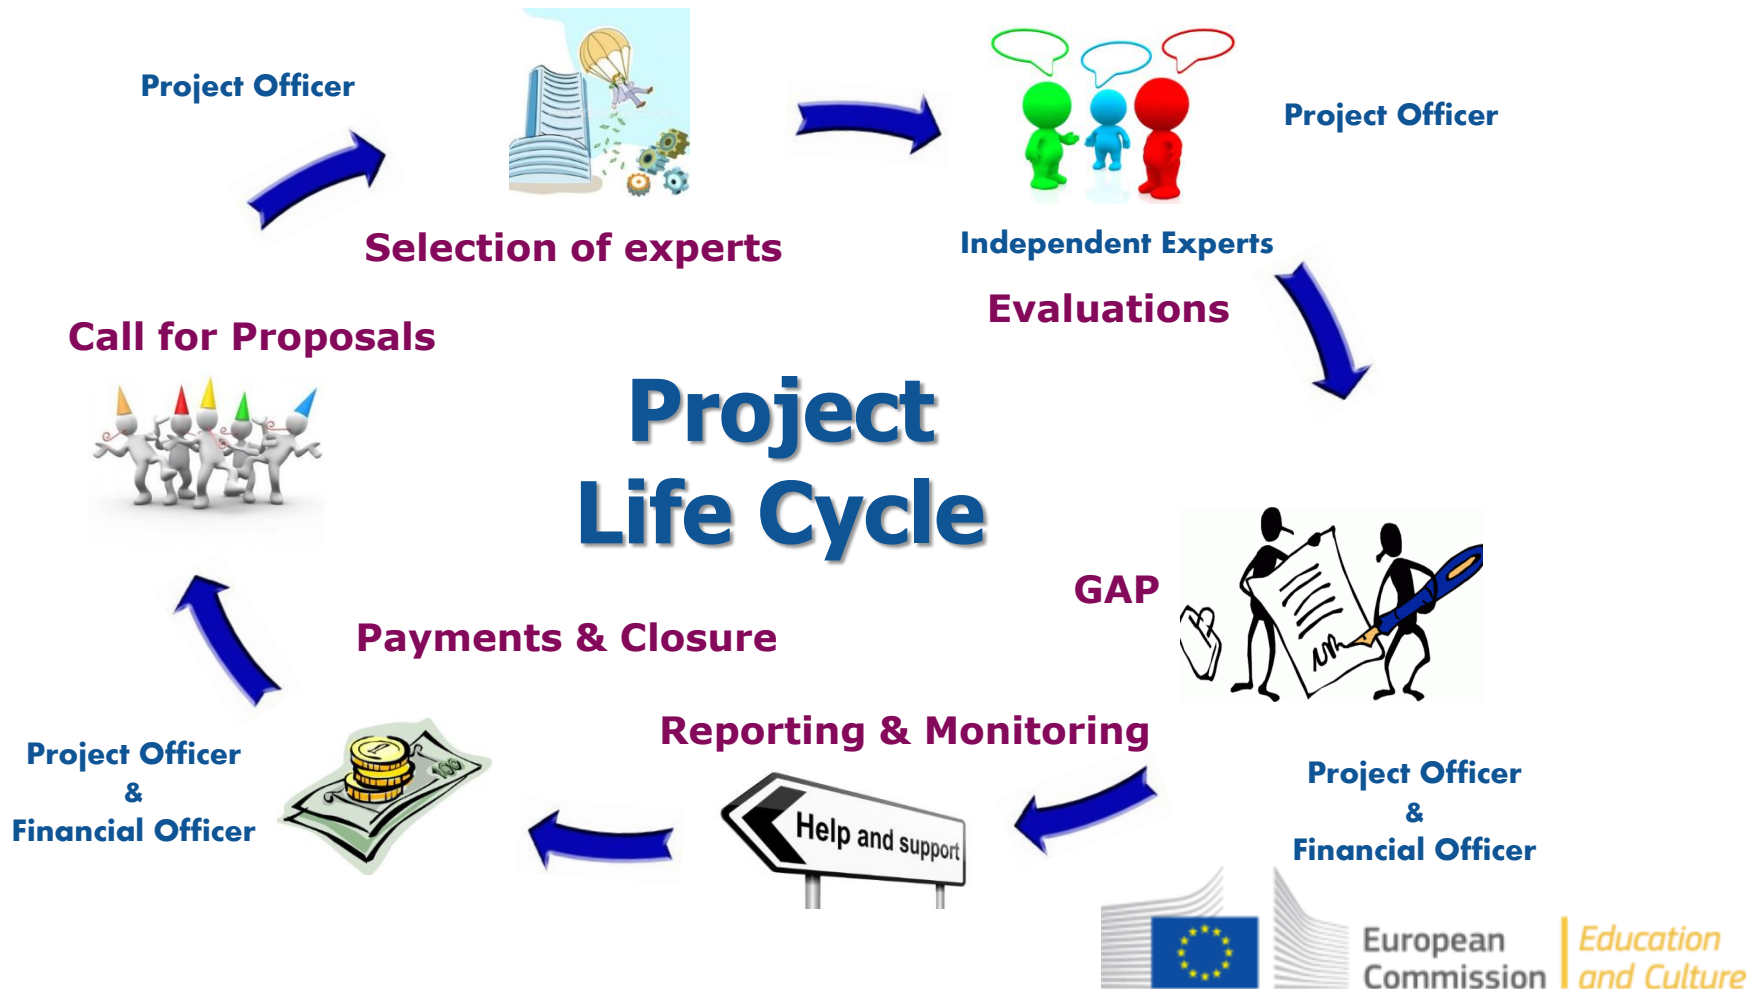 Project Officer
Project Officer
Selection of experts
Independent Experts
Evaluations
Call for Proposals
Project
Life Cycle
GAP
Payments & Closure
Reporting & Monitoring
Project Officer
&
Financial Officer
100
Help and support
Project Officer
&
Financial Officer
European
Commission
Education
and Culture